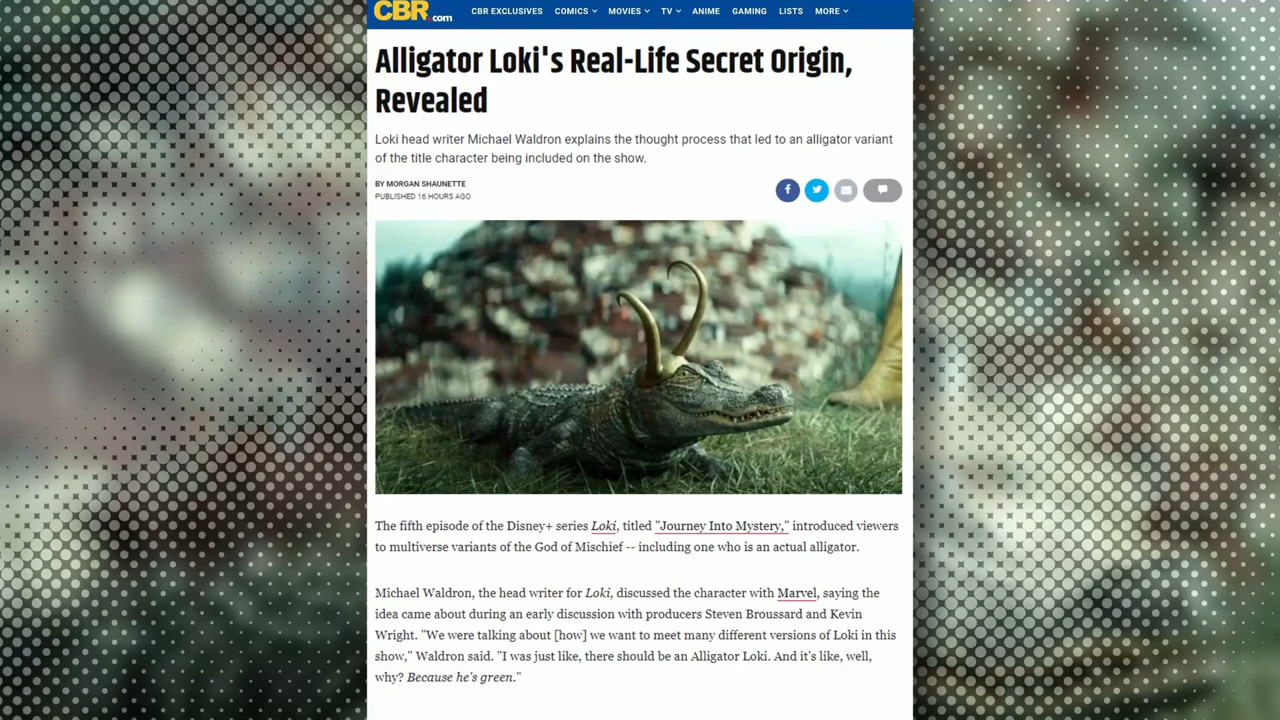 CBR.com
CBR EXCLUSIVES COMICS MOVIES TV ANIME GAMING LISTS MORE
Alligator Loki's Real-Life Secret Origin,
Revealed
Loki head writer Michael Waldron explains the thought process that led to an alligator variant
of the title character being included on the show.
BY MORGAN SHAUNETTE
PUBLISHED 16 HOURS AGO
The fifth episode of the Disney+ series Loki, titled "Journey Into Mystery," introduced viewers
to multiverse variants of the God of Mischief -- including one who is an actual alligator.
Michael Waldron, the head writer for Loki, discussed the character with Marvel, saying the
idea came about during an early discussion with producers Steven Broussard and Kevin
Wright. "We were talking about [how] we want to meet many different versions of Loki in this
show," Waldron said. "I was just like, there should be an Alligator Loki. And it's like, well,
why? Because he's green."